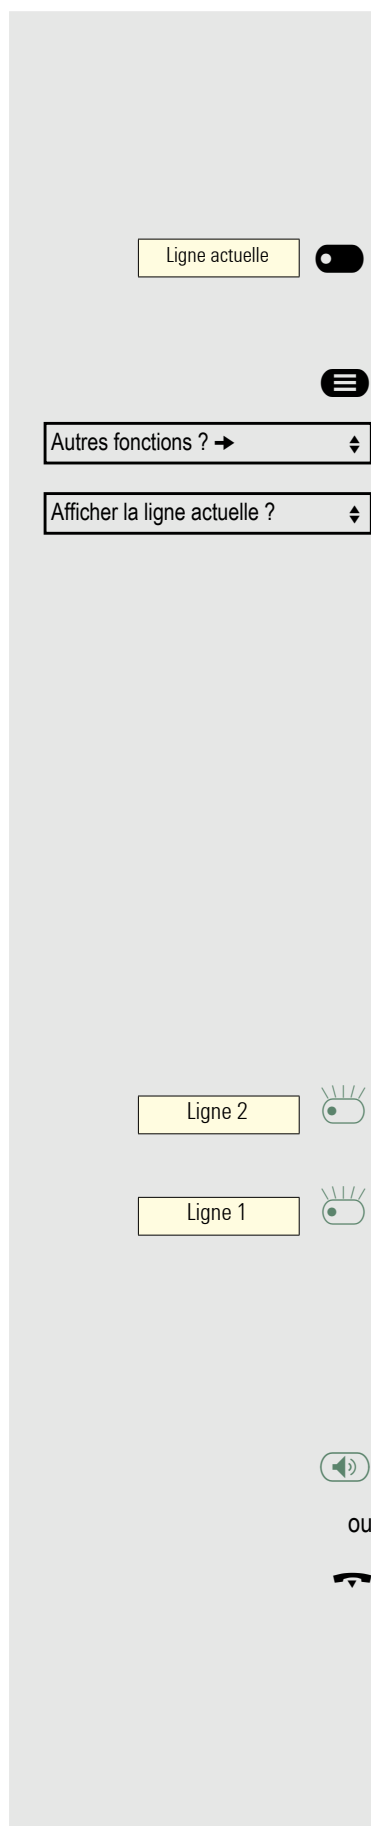 Ligne actuelle
Autres fonctions ? →
Afficher la ligne actuelle ?
Ligne 2
Ligne 1
ou